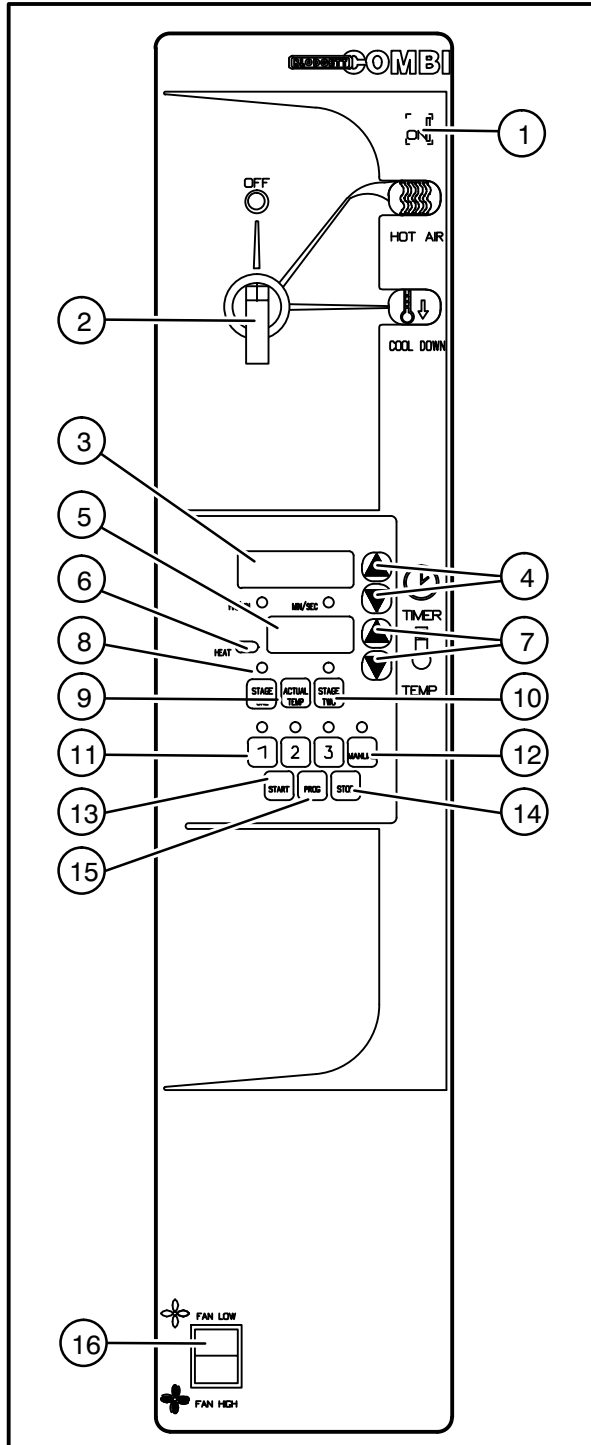 COMBI
ON
1
OFF
HOT AIR
2
COOL DOWN
3
5
4
6
MIN/SEC
TIMER
HEAT
7
8
TEMP
STAGE
ACTUAL TEMP
STAGE TWO
9
10
1
2
3
11
12
START
PROG
13
14
15
FAN LOW
16
FAN HIGH